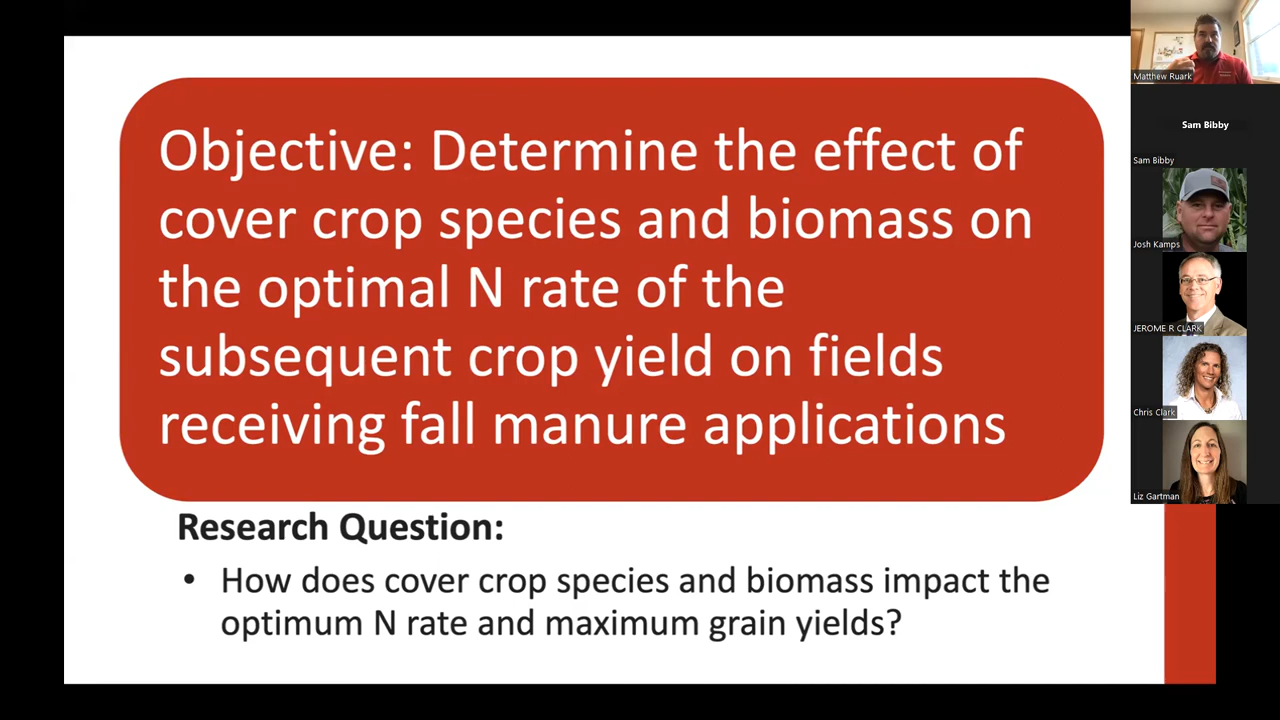 Objective: Determine the effect of
cover crop species and biomass on
the optimal N rate of the
subsequent crop yield on fields
receiving fall manure applications
Research Question:
• How does cover crop species and biomass impact the
optimum N rate and maximum grain yields?
Matthew Ruark
Sam Bibby
Sam Bibby
Josh Kamps
JEROME R CLARK
Chris Clark
Liz Gartman